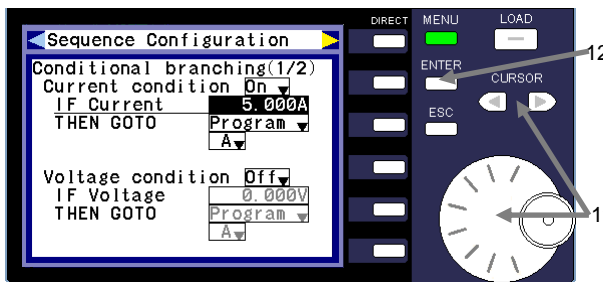 DIRECT MENU LOAD
Sequence Configuration
12
ENTER
Conditional branching(1/2)
CURSOR
Current condition On
IF Current 5.000A
ESC
THEN GOTO Program
A
Voltage condition Off
IF Voltage 0.000V
THEN GOTO Program
1
A